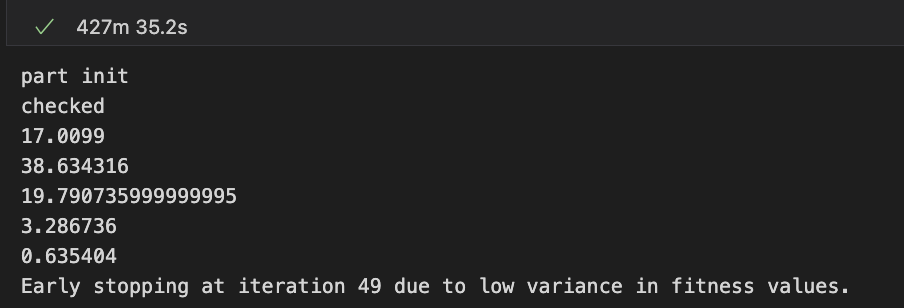 427m 35.2s
part init
checked
17.0099
38.634316
19.790735999999995
3.286736
0.635404
Early stopping at iteration 49 due to low variance in fitness values.